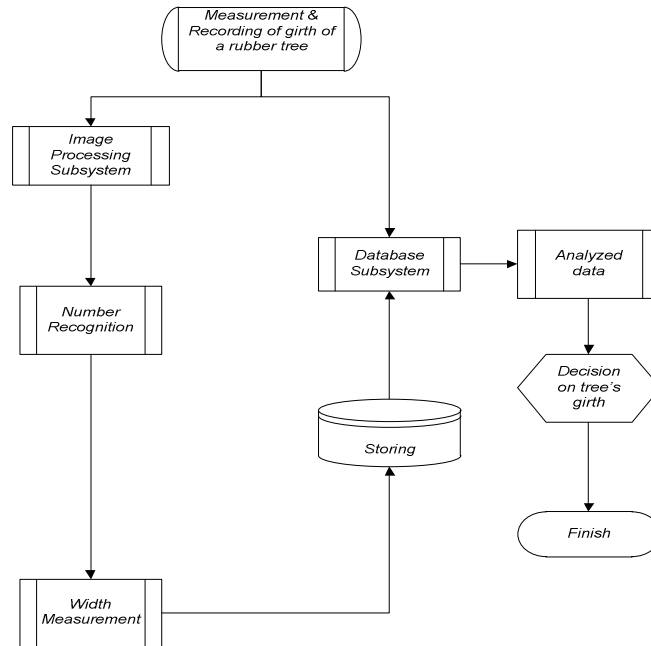 Measurement &
Recording of girth of
a rubber tree
Image
Processing
Subsystem
Number
Recognition
Width
Measurement
Storing
Database
Subsystem
Analyzed
data
Decision
on tree's
girth
Finish